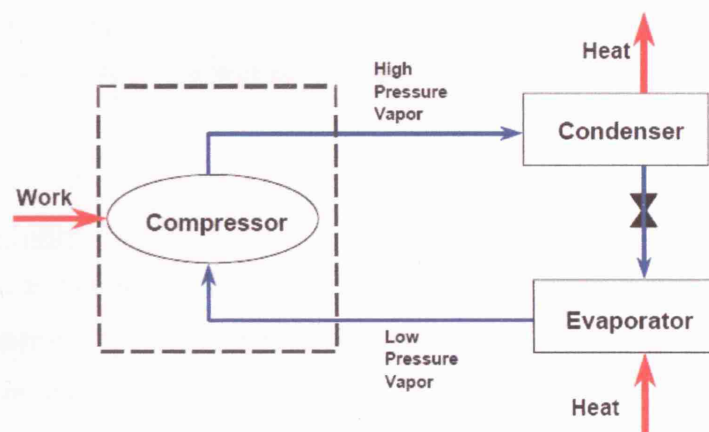 Heat
High
Pressure
Vapor
Condenser
Work
Compressor
Evaporator
Low
Pressure
Vapor
Heat